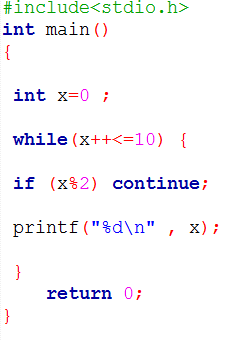 #include<stdio.h>
int main()
{
int x=0 ;
while(x++<=10) {
if (x%2) continue;
printf("%d\n" , x);
}
return 0;
}